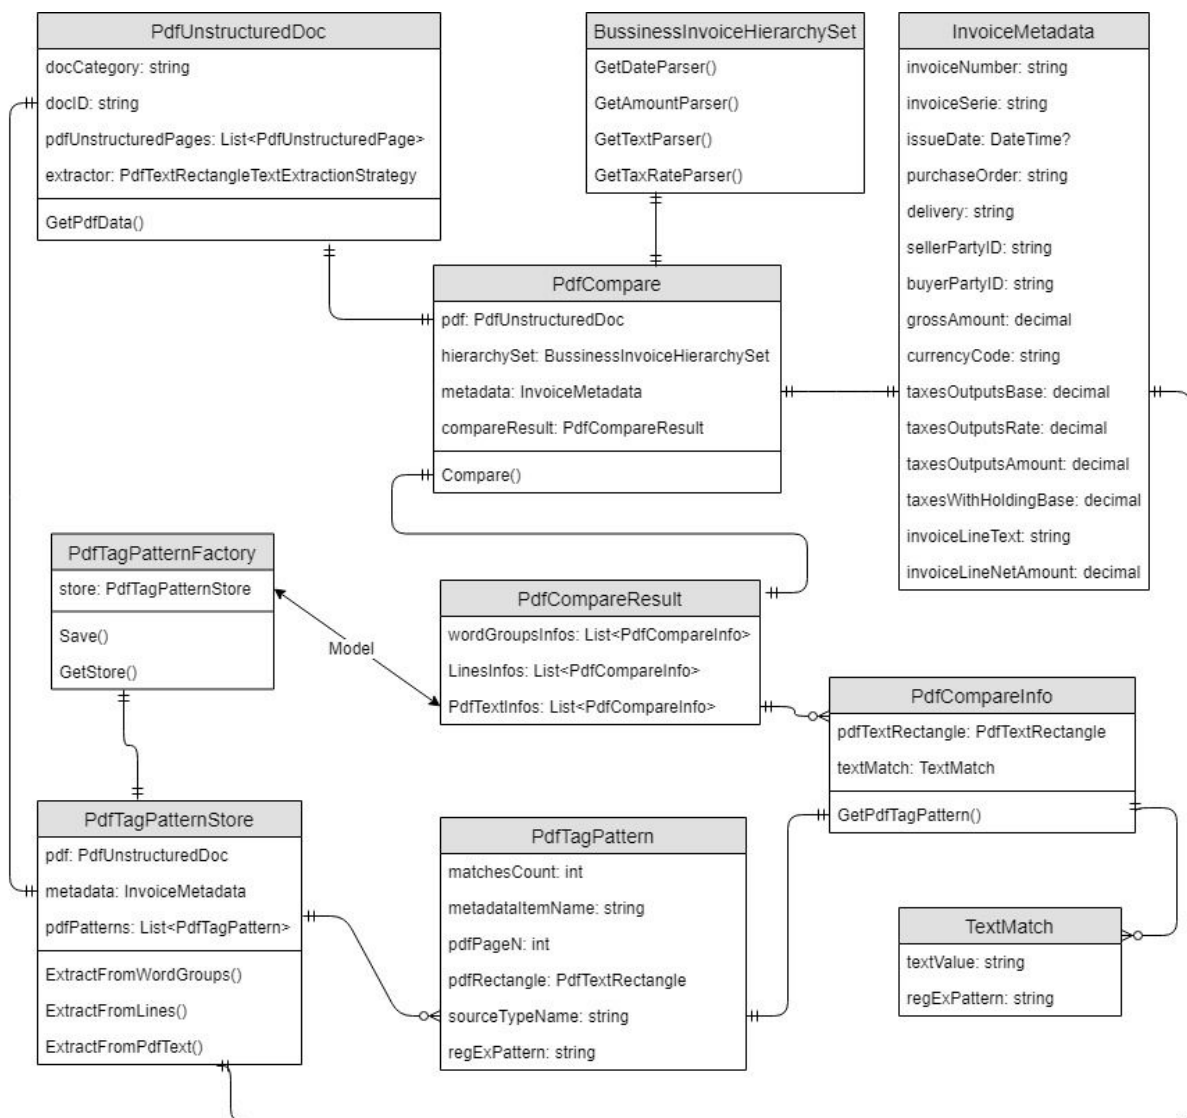 PdfUnstructuredDoc
docCategory: string
docID: string
pdfUnstructuredPages: List<PdfUnstructuredPage>
extractor: PdfTextRectangleTextExtractionStrategy
GetPdfData()
BussinessInvoiceHierarchySet
GetDateParser()
GetAmountParser()
GetTextParser()
GetTaxRateParser()
InvoiceMetadata
invoiceNumber: string
invoiceSerie: string
issueDate: DateTime?
purchaseOrder: string
delivery: string
sellerPartyID: string
buyerPartyID: string
grossAmount: decimal
currencyCode: string
taxesOutputsBase: decimal
taxesOutputsRate: decimal
taxesOutputsAmount: decimal
taxesWithHoldingBase: decimal
invoiceLineText: string
invoiceLineNetAmount: decimal
PdfCompare
pdf: PdfUnstructuredDoc
hierarchySet: BussinessInvoiceHierarchySet
metadata: InvoiceMetadata
compareResult: PdfCompareResult
Compare()
PdfTagPatternFactory
store: PdfTagPatternStore
Save()
GetStore()
Model
PdfCompareResult
wordGroupsInfos: List<PdfCompareInfo>
LinesInfos: List<PdfCompareInfo>
PdfTextInfos: List<PdfCompareInfo>
PdfCompareInfo
pdfTextRectangle: PdfTextRectangle
textMatch: TextMatch
GetPdfTagPattern()
PdfTagPatternStore
pdf: PdfUnstructuredDoc
metadata: InvoiceMetadata
pdfPatterns: List<PdfTagPattern>
ExtractFromWordGroups()
ExtractFromLines()
ExtractFromPdfText()
PdfTagPattern
matchesCount: int
metadataItemName: string
pdfPageN: int
pdfRectangle: PdfTextRectangle
sourceTypeName: string
regExPattern: string
TextMatch
textValue: string
regExPattern: string